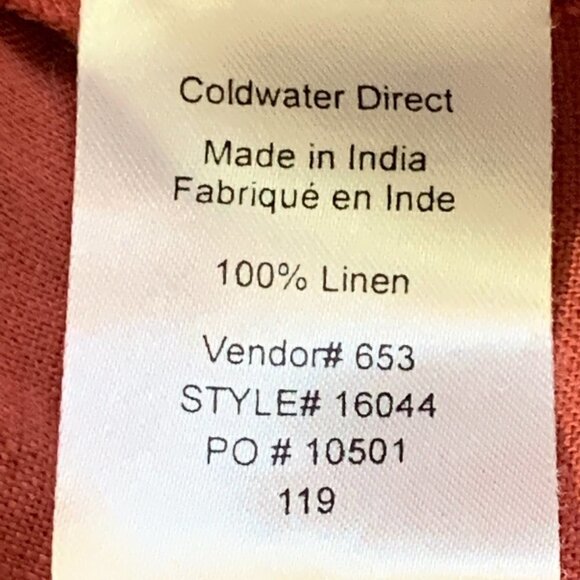 Coldwater Direct
Made in India
Fabriqué en Inde
100% Linen
Vendor# 653
STYLE# 16044
PO # 10501
119